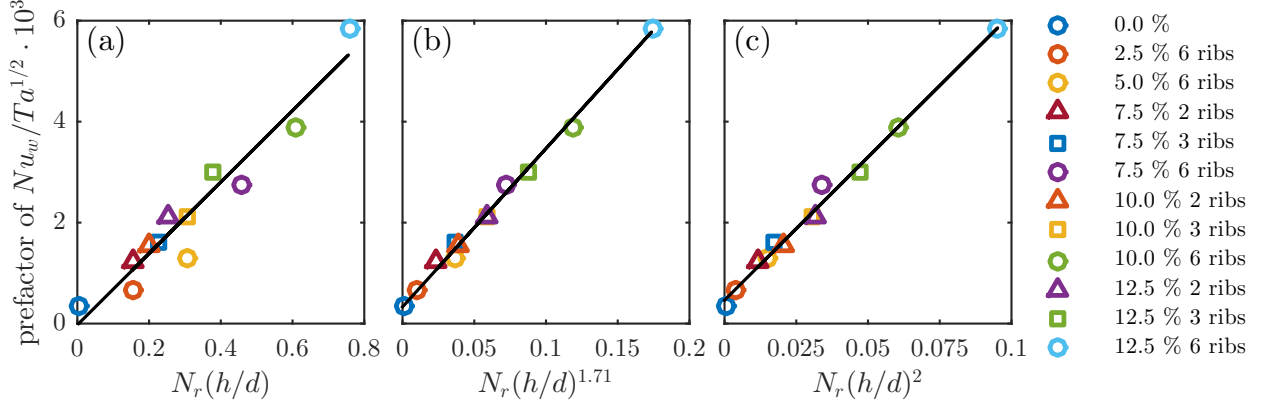 prefactor of Nu_w/Ta^{1/2} · 10^3
6
4
2
0
(a)
0 0.2 0.4 0.6 0.8
N_r(h/d)
(b)
0 0.05 0.1 0.15 0.2
N_r(h/d)^{1.71}
(c)
0 0.025 0.05 0.075 0.1
N_r(h/d)^2
0.0 %
2.5 % 6 ribs
5.0 % 6 ribs
7.5 % 2 ribs
7.5 % 3 ribs
7.5 % 6 ribs
10.0 % 2 ribs
10.0 % 3 ribs
10.0 % 6 ribs
12.5 % 2 ribs
12.5 % 3 ribs
12.5 % 6 ribs